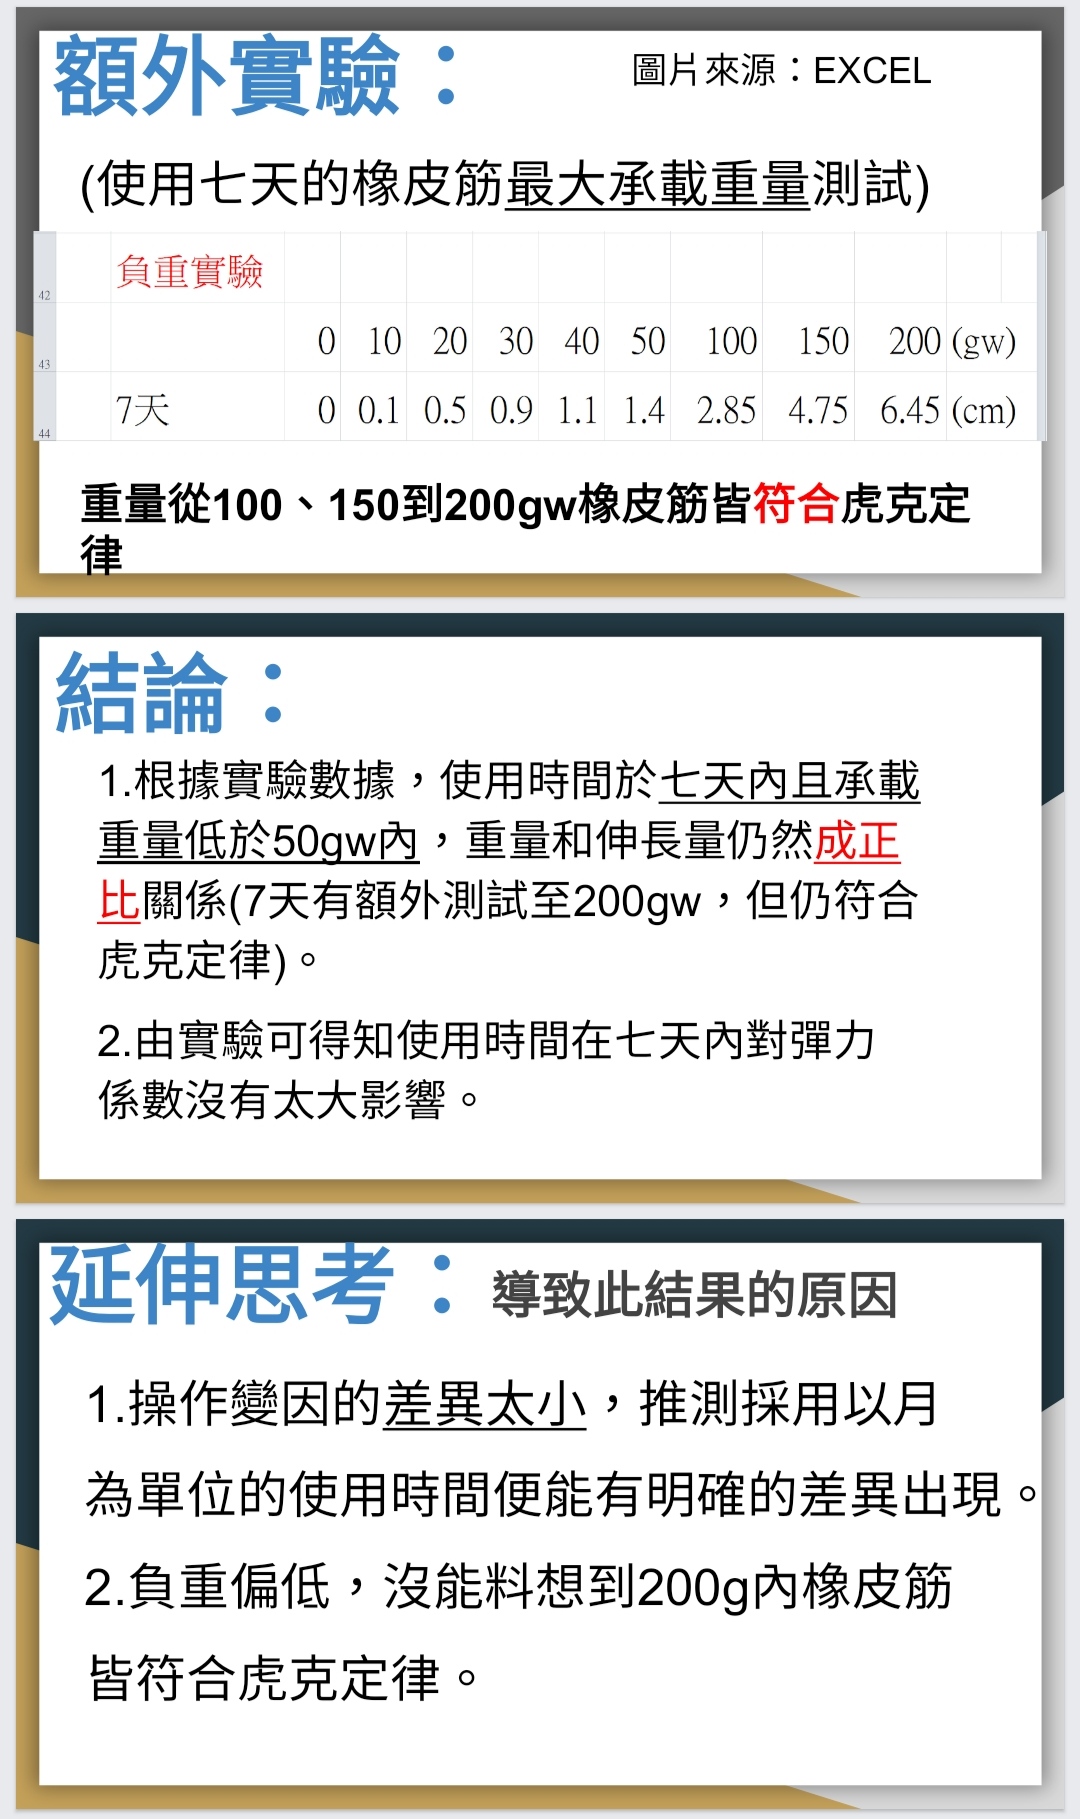 額外實驗：
圖片來源：EXCEL
(使用七天的橡皮筋最大承載重量測試)
42 負重實驗
43 0 10 20 30 40 50 100 150 200 (gw)
44 7天 0 0.1 0.5 0.9 1.1 1.4 2.85 4.75 6.45 (cm)
重量從100、150到200gw橡皮筋皆符合虎克定
律
結論：
1.根據實驗數據，使用時間於七天內且承載
重量低於50gw內，重量和伸長量仍然成正
比關係(7天有額外測試至200gw，但仍符合
虎克定律)。
2.由實驗可得知使用時間在七天內對彈力
係數沒有太大影響。
延伸思考：導致此結果的原因
1.操作變因的差異太小，推測採用以月
為單位的使用時間便能有明確的差異出現。
2.負重偏低，沒能料想到200g內橡皮筋
皆符合虎克定律。